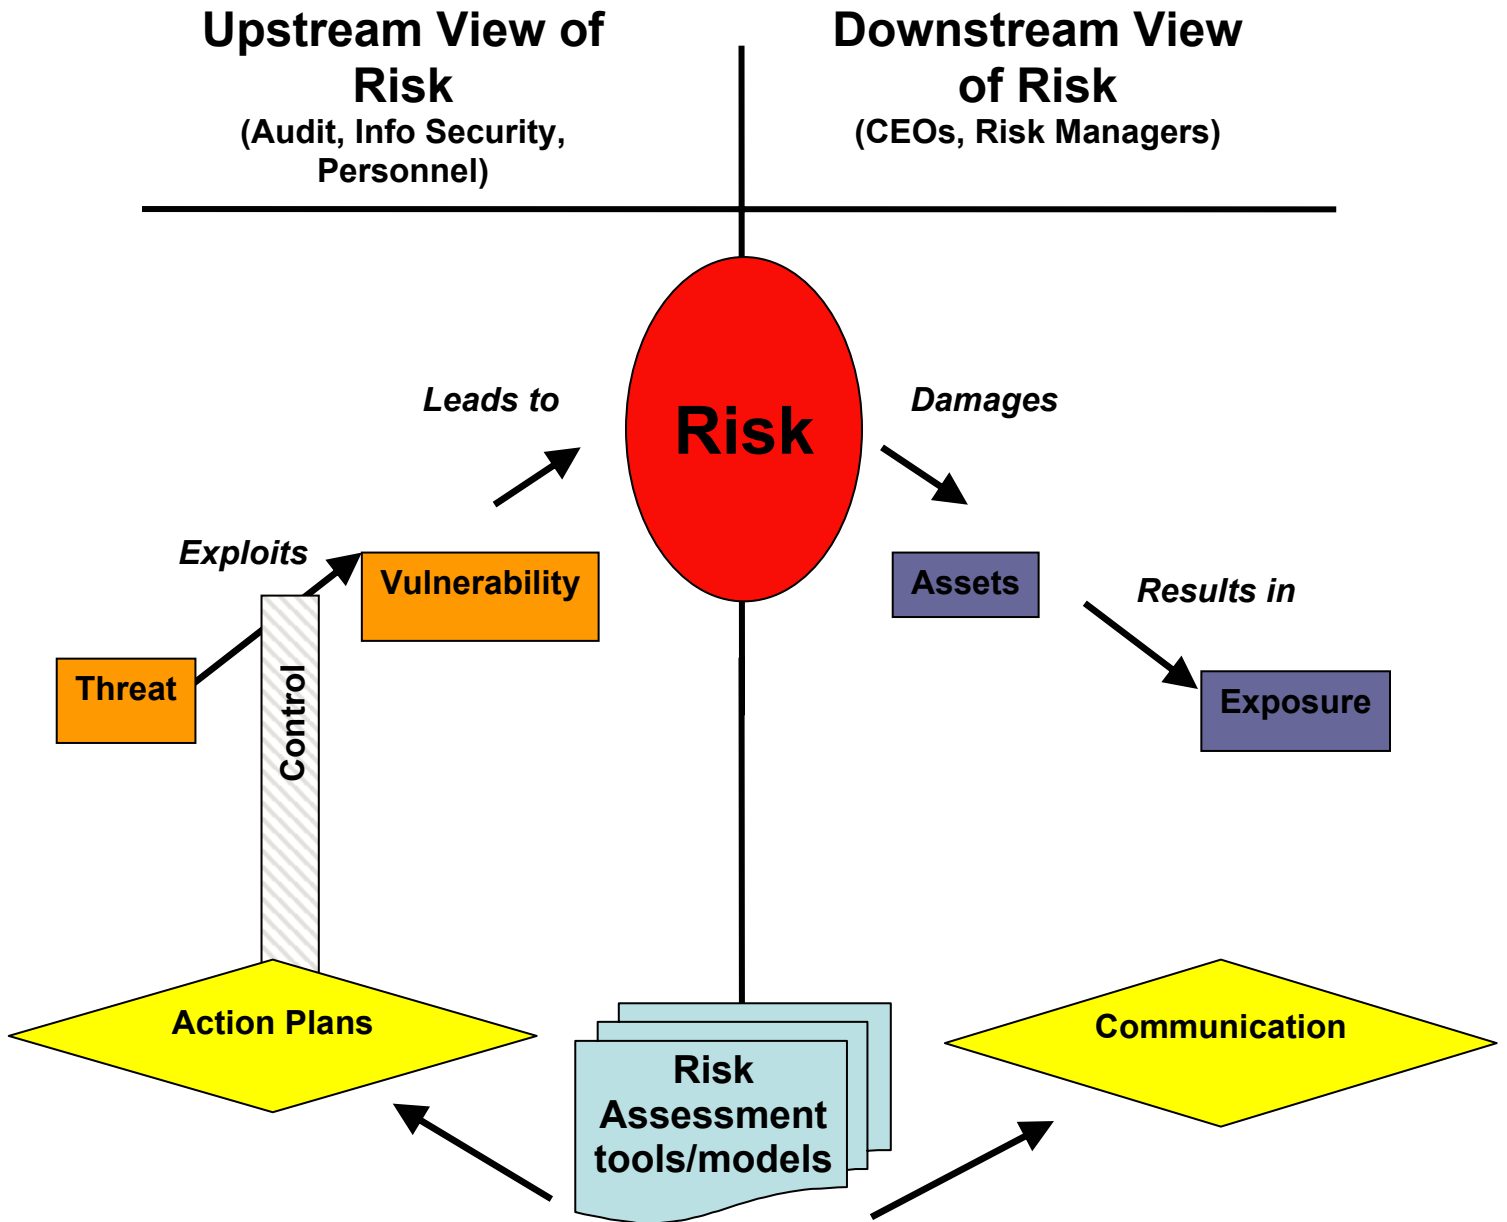 Upstream View of
Risk
(Audit, Info Security,
Personnel)
Downstream View
of Risk
(CEOs, Risk Managers)
Leads to
Risk
Damages
Exploits
Vulnerability
Assets
Results in
Threat
Control
Exposure
Action Plans
Communication
Risk
Assessment
tools/models